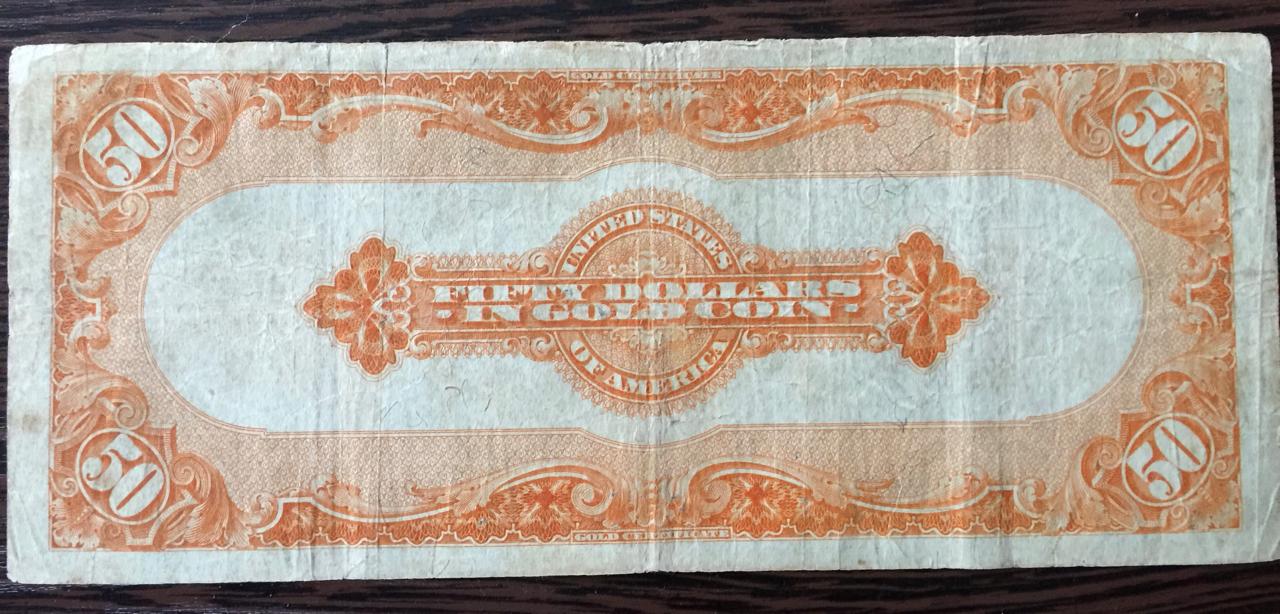 GOLD CERTIFICATE
50
50
UNITED STATES
FIFTY DOLLARS
· IN GOLD COIN ·
OF AMERICA
50
50
GOLD CERTIFICATE